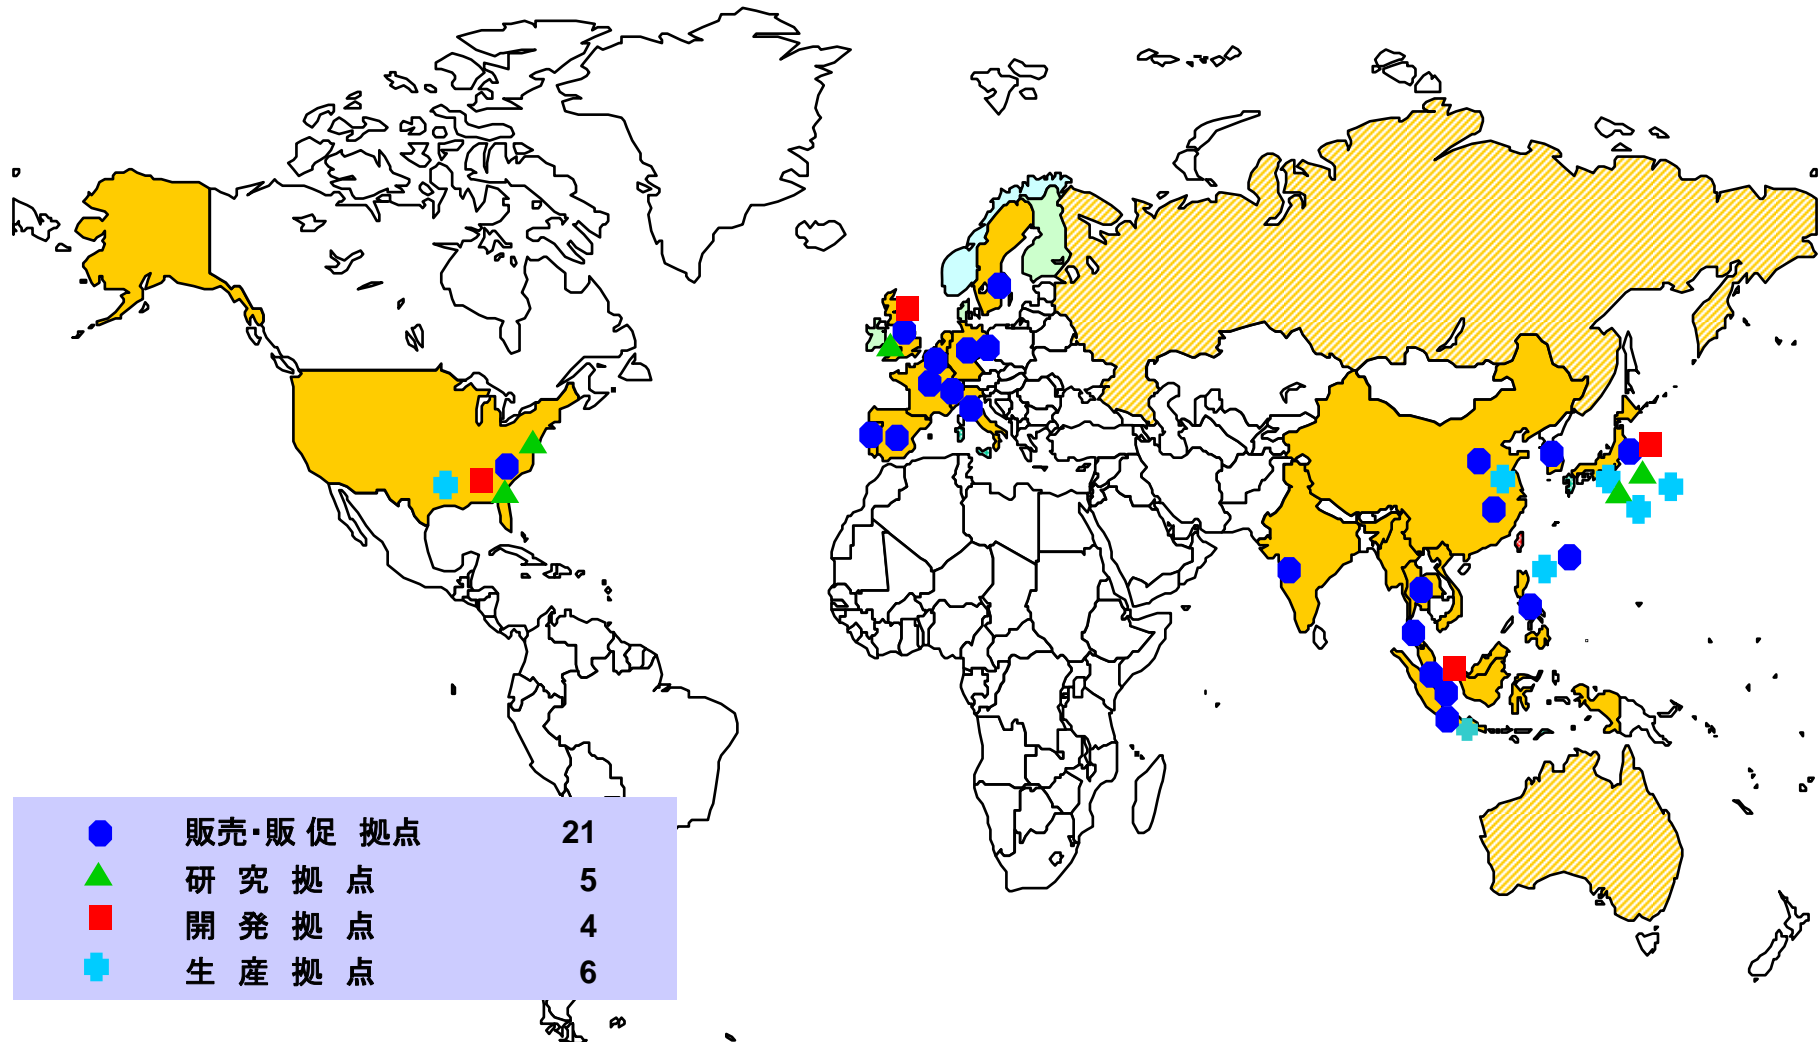 販売・販 促 拠点 21
研 究 拠 点 5
開 発 拠 点 4
生 産 拠 点 6